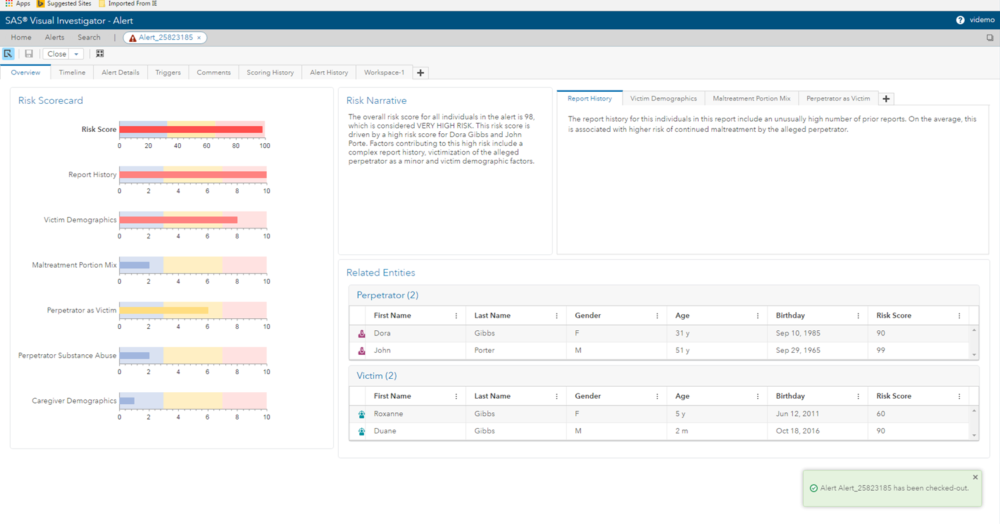 Apps Suggested Sites Imported From IE
SAS® Visual Investigator - Alert
? videmo
Home Alerts Search | Alert_25823185 ×
Close
Overview Timeline Alert Details Triggers Comments Scoring History Alert History Workspace-1 +
Risk Scorecard
Risk Score
0 20 40 60 80 100
Report History
0 2 4 6 8 10
Victim Demographics
0 2 4 6 8 10
Maltreatment Portion Mix
0 2 4 6 8 10
Perpetrator as Victim
0 2 4 6 8 10
Perpetrator Substance Abuse
0 2 4 6 8 10
Caregiver Demographics
0 2 4 6 8 10
Risk Narrative
The overall risk score for all individuals in the alert is 98,
which is considered VERY HIGH RISK. This risk score is
driven by a high risk score for Dora Gibbs and John
Porte. Factors contributing to this high risk include a
complex report history, victimization of the alleged
perpetrator as a minor and victim demographic factors.
Report History Victim Demographics Maltreatment Portion Mix Perpetrator as Victim +
The report history for this individuals in this report include an unusually high number of prior reports. On the average, this
is associated with higher risk of continued maltreatment by the alleged perpetrator.
Related Entities
Perpetrator (2)
First Name Last Name Gender Age Birthday Risk Score
Dora Gibbs F 31 y Sep 10, 1985 90
John Porter M 51 y Sep 29, 1965 99
Victim (2)
First Name Last Name Gender Age Birthday Risk Score
Roxanne Gibbs F 5 y Jun 12, 2011 60
Duane Gibbs M 2 m Oct 18, 2016 90
Alert Alert_25823185 has been checked-out.